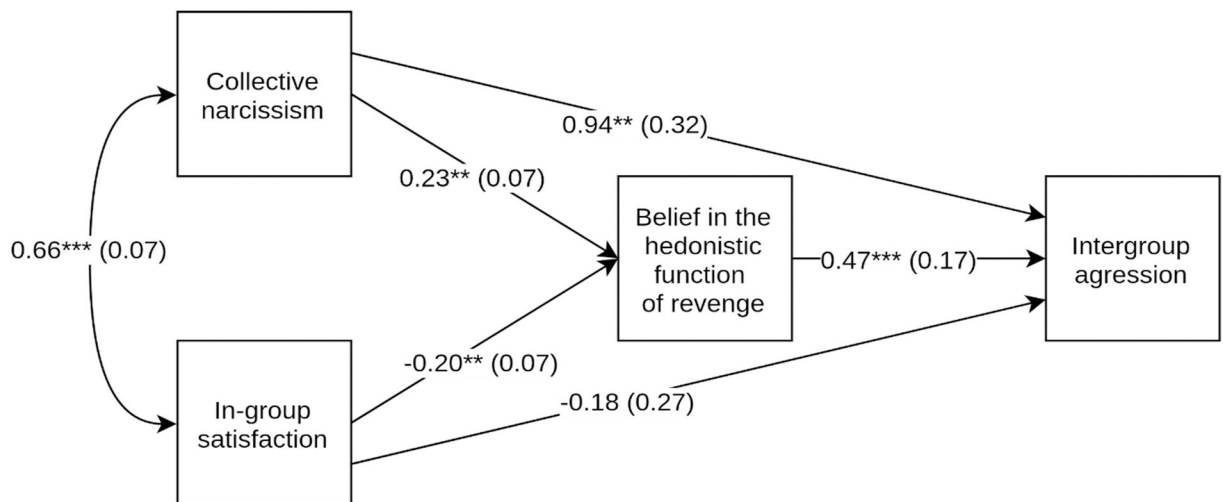 Collective
narcissism
0.94** (0.32)
0.23** (0.07)
0.66*** (0.07)
Belief in the
hedonistic
function
of revenge
0.47*** (0.17)
Intergroup
agression
-0.20** (0.07)
-0.18 (0.27)
In-group
satisfaction